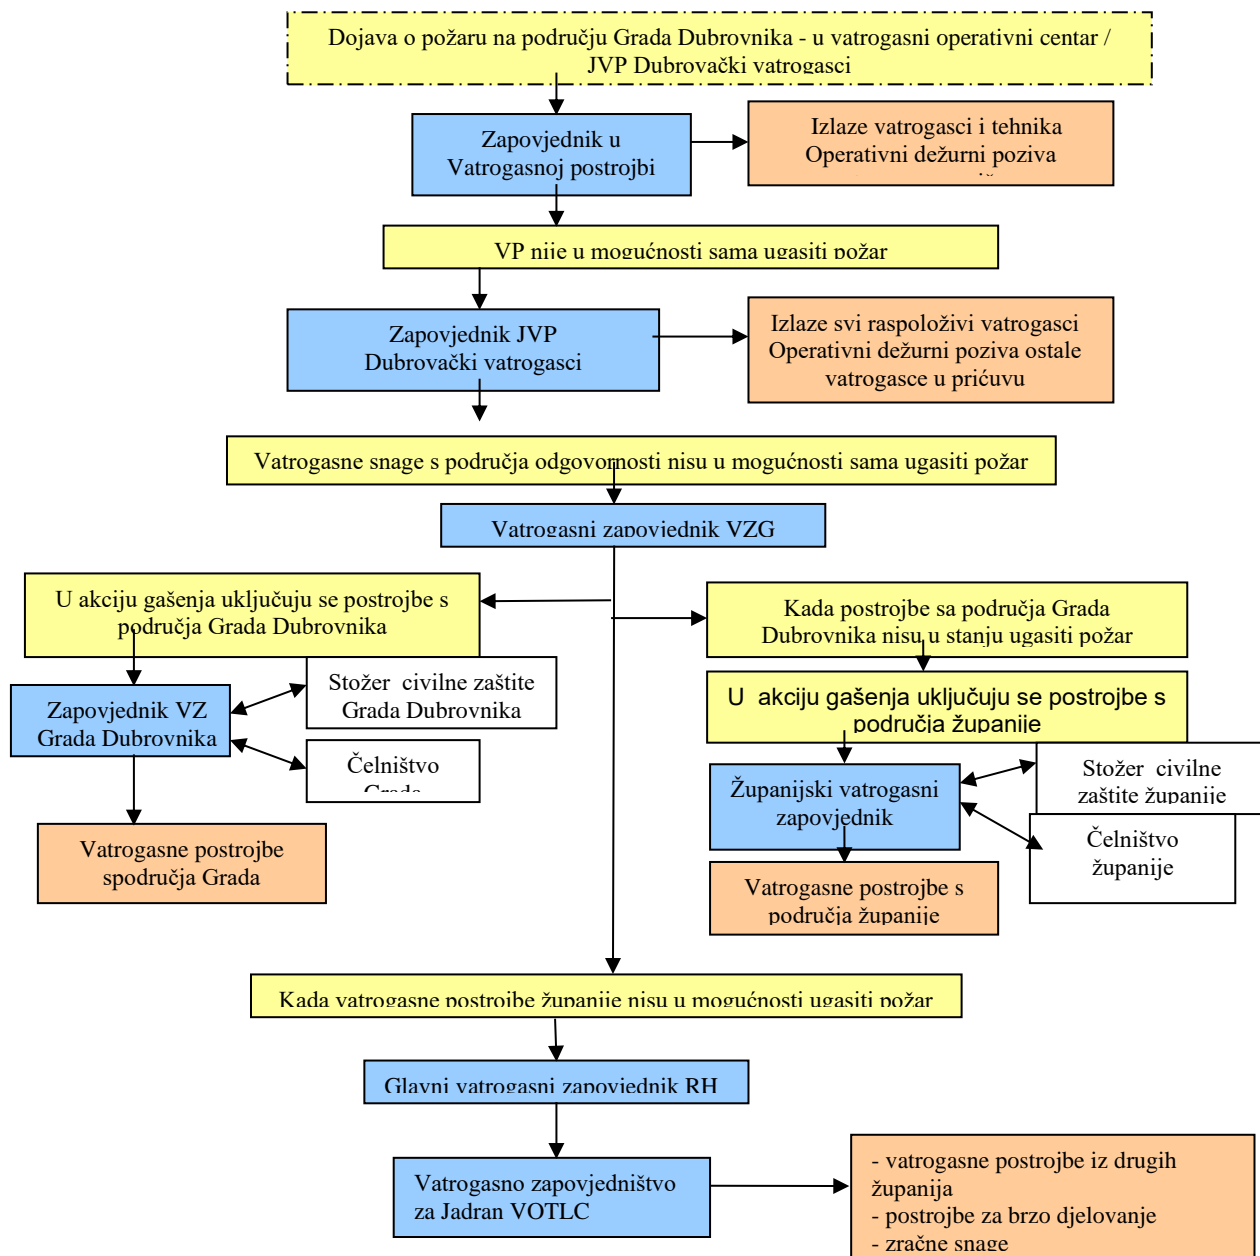 Dojava o požaru na području Grada Dubrovnika - u vatrogasni operativni centar /
JVP Dubrovački vatrogasci
Zapovjednik u
Vatrogasnoj postrojbi
Izlaze vatrogasci i tehnika
Operativni dežurni poziva
VP nije u mogućnosti sama ugasiti požar
Zapovjednik JVP
Dubrovački vatrogasci
Izlaze svi raspoloživi vatrogasci
Operativni dežurni poziva ostale
vatrogasce u prićuvu
Vatrogasne snage s područja odgovornosti nisu u mogućnosti sama ugasiti požar
Vatrogasni zapovjednik VZG
U akciju gašenja uključuju se postrojbe s
područja Grada Dubrovnika
Kada postrojbe sa područja Grada
Dubrovnika nisu u stanju ugasiti požar
Zapovjednik VZ
Grada Dubrovnika
Stožer civilne zaštite
Grada Dubrovnika
Čelništvo
Grada
U akciju gašenja uključuju se postrojbe s
područja županije
Županijski vatrogasni
zapovjednik
Stožer civilne
zaštite županije
Čelništvo
županije
Vatrogasne postrojbe
spodručja Grada
Vatrogasne postrojbe s
područja županije
Kada vatrogasne postrojbe županije nisu u mogućnosti ugasiti požar
Glavni vatrogasni zapovjednik RH
Vatrogasno zapovjedništvo
za Jadran VOTLC
- vatrogasne postrojbe iz drugih
županija
- postrojbe za brzo djelovanje
- zračne snage